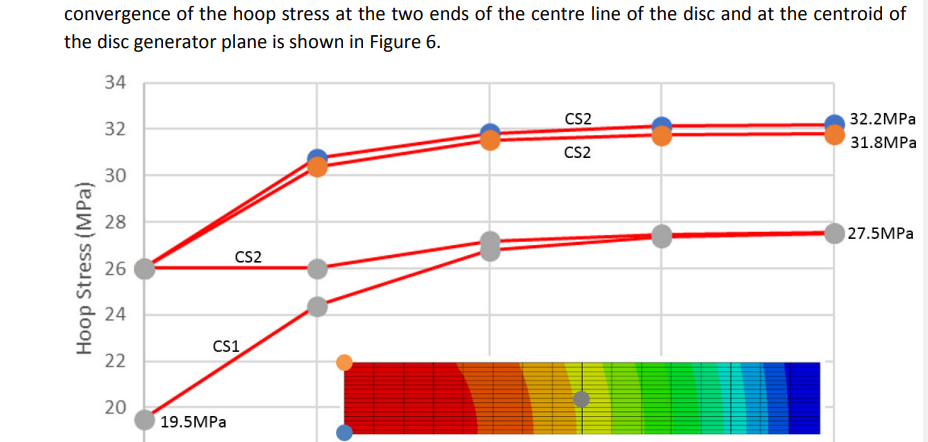 convergence of the hoop stress at the two ends of the centre line of the disc and at the centroid of
the disc generator plane is shown in Figure 6.
34
CS2
32.2MPa
32
31.8MPa
CS2
30
Hoop Stress (MPa)
28
27.5MPa
CS2
26
24
CS1
22
20
19.5MPa